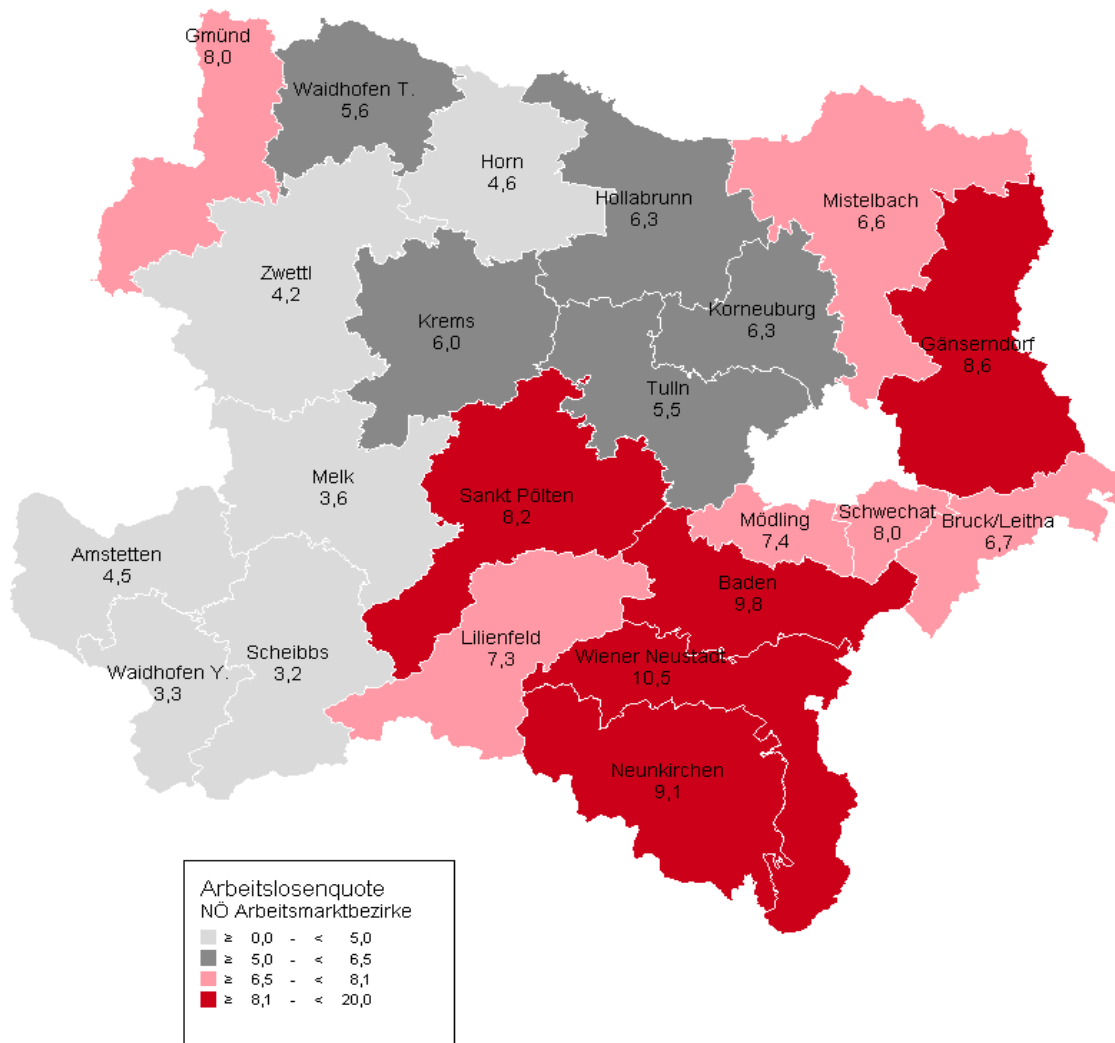 Gmünd
8,0
Waidhofen T.
5,6
Horn
4,6
Hollabrunn
6,3
Mistelbach
6,6
Zwettl
4,2
Krems
6,0
Korneuburg
6,3
Gänserndorf
8,6
Tulln
5,5
Melk
3,6
Sankt Pölten
8,2
Mödling
7,4
Schwechat
8,0
Bruck/Leitha
6,7
Amstetten
4,5
Baden
9,8
Waidhofen Y.
3,3
Scheibbs
3,2
Lilienfeld
7,3
Wiener Neustadt
10,5
Neunkirchen
9,1
Arbeitslosenquote
NÖ Arbeitsmarktbezirke
≥ 0,0 - < 5,0
≥ 5,0 - < 6,5
≥ 6,5 - < 8,1
≥ 8,1 - < 20,0